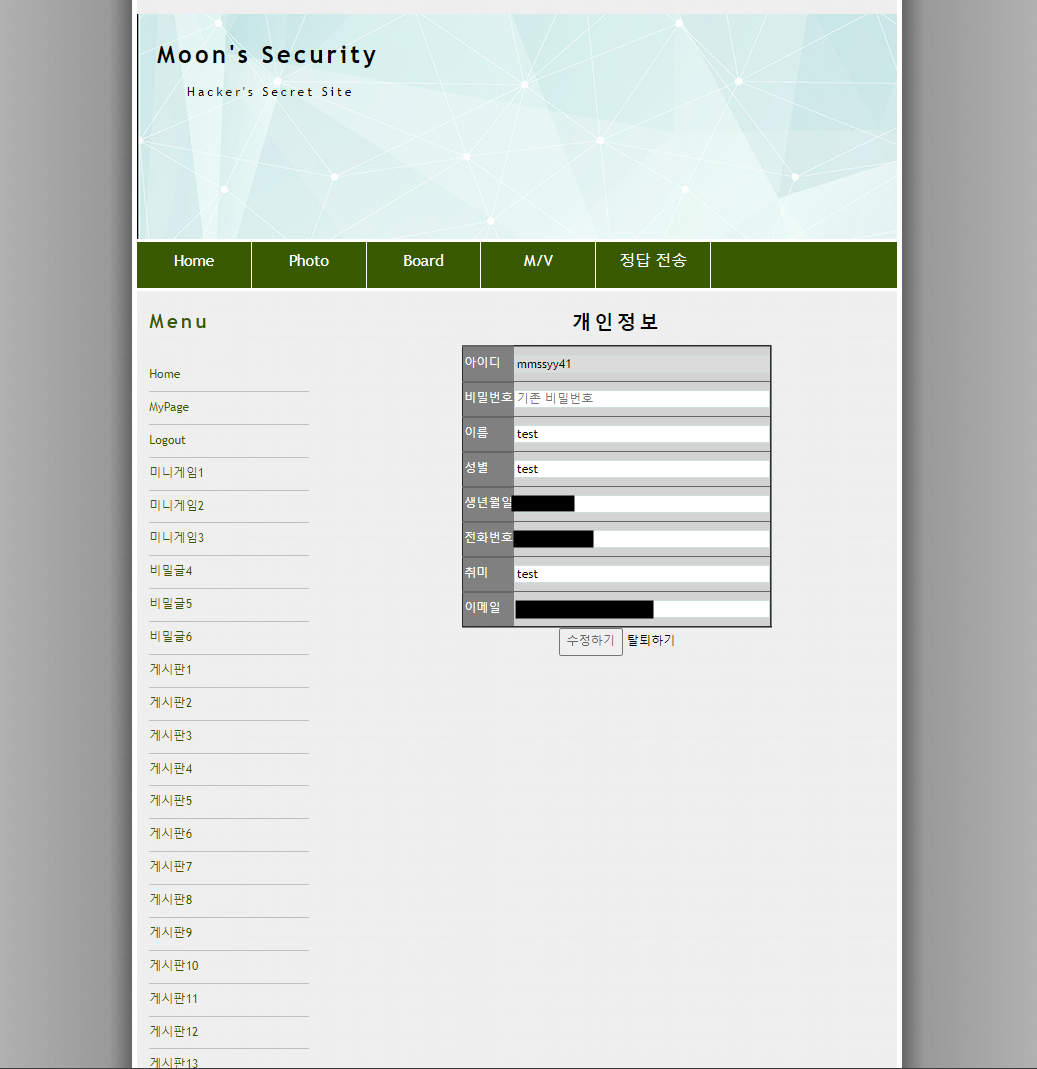 Moon's Security
Hacker's Secret Site
Home Photo Board M/V 정답 전송
Menu
Home
MyPage
Logout
미니게임1
미니게임2
미니게임3
비밀글4
비밀글5
비밀글6
게시판1
게시판2
게시판3
게시판4
게시판5
게시판6
게시판7
게시판8
게시판9
게시판10
게시판11
게시판12
게시판13
개인정보
아이디 mmssyy41
비밀번호 기존 비밀번호
이름 test
성별 test
생년월일
전화번호
취미 test
이메일
수정하기 탈퇴하기